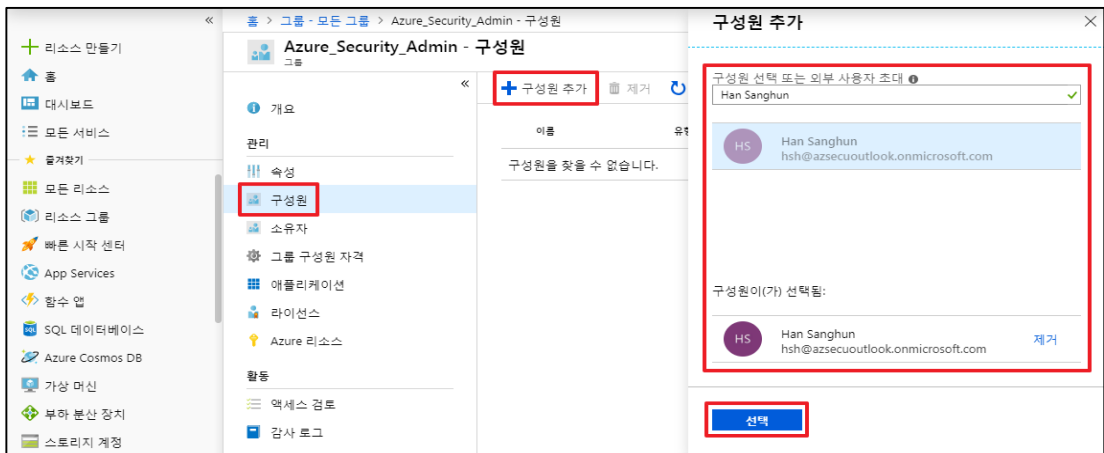 «
리소스 만들기
홈
대시보드
모든 서비스
즐겨찾기
모든 리소스
리소스 그룹
빠른 시작 센터
App Services
함수 앱
SQL 데이터베이스
Azure Cosmos DB
가상 머신
부하 분산 장치
스토리지 계정
홈 > 그룹 - 모든 그룹 > Azure_Security_Admin - 구성원
Azure_Security_Admin - 구성원
그룹
«
개요
관리
속성
구성원
소유자
그룹 구성원 자격
애플리케이션
라이선스
Azure 리소스
활동
액세스 검토
감사 로그
구성원 추가 제거
이름
구성원을 찾을 수 없습니다.
구성원 추가
구성원 선택 또는 외부 사용자 초대
Han Sanghun
HS
Han Sanghun
hsh@azsecuoutlook.onmicrosoft.com
구성원이(가) 선택됨:
HS
Han Sanghun
hsh@azsecuoutlook.onmicrosoft.com
제거
선택